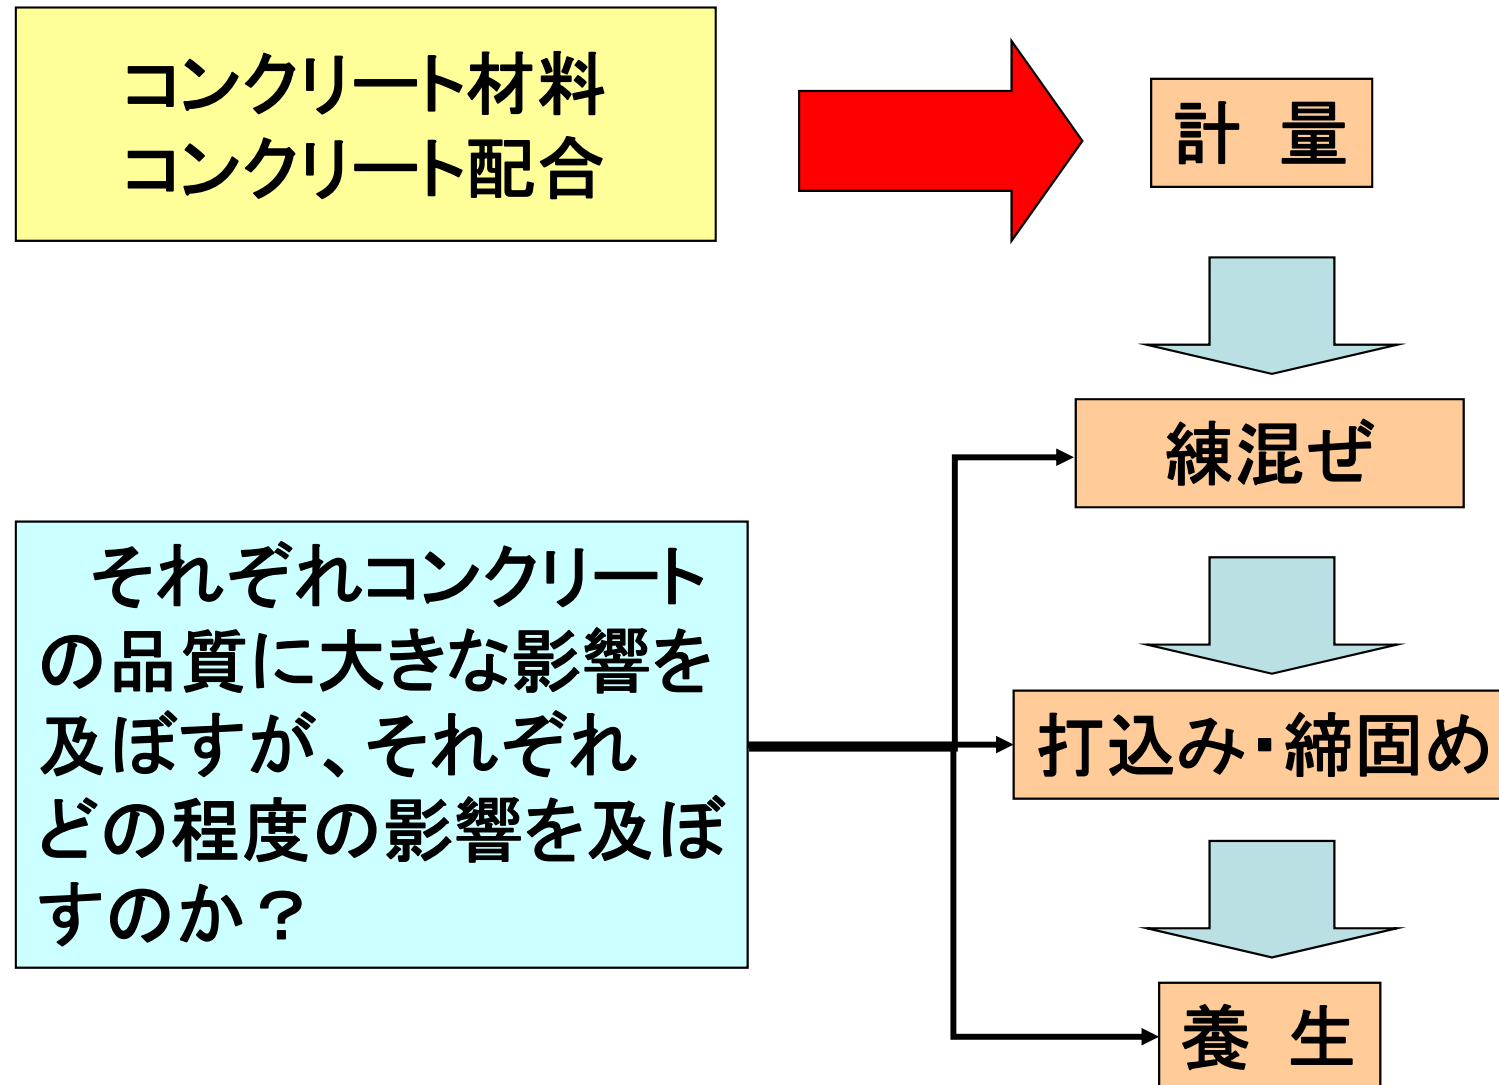 コンクリート材料
コンクリート配合
計　量
練混ぜ
それぞれコンクリート
の品質に大きな影響を
及ぼすが、それぞれ
どの程度の影響を及ぼ
すのか？
打込み・締固め
養　生